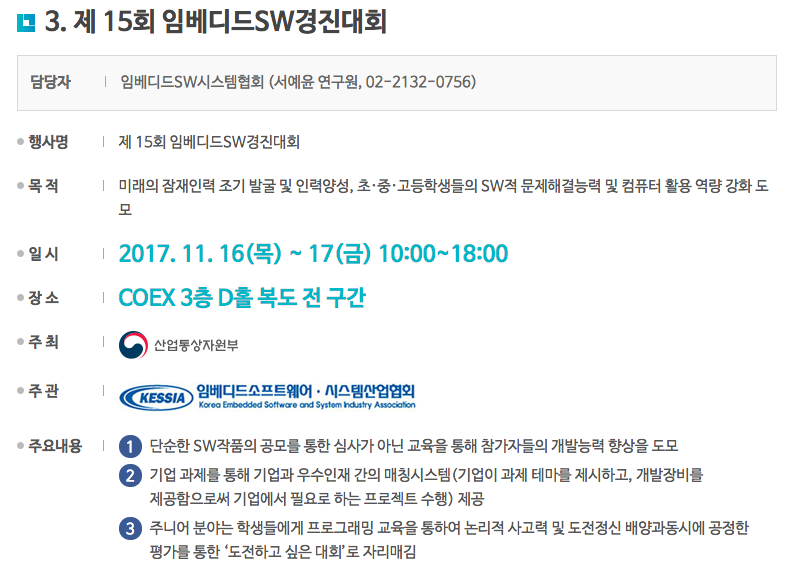 3. 제 15회 임베디드SW경진대회
담당자 임베디드SW시스템협회 (서예윤 연구원, 02-2132-0756)
행사명 제 15회 임베디드SW경진대회
목 적 미래의 잠재인력 조기 발굴 및 인력양성, 초·중·고등학생들의 SW적 문제해결능력 및 컴퓨터 활용 역량 강화 도
모
일 시 2017. 11. 16(목) ~ 17(금) 10:00~18:00
장 소 COEX 3층 D홀 복도 전 구간
주 최 산업통상자원부
주 관 KESSIA 임베디드소프트웨어·시스템산업협회
Korea Embedded Software and System Industry Association
주요내용 1 단순한 SW작품의 공모를 통한 심사가 아닌 교육을 통해 참가자들의 개발능력 향상을 도모
2 기업 과제를 통해 기업과 우수인재 간의 매칭시스템(기업이 과제 테마를 제시하고, 개발장비를
제공함으로써 기업에서 필요로 하는 프로젝트 수행) 제공
3 주니어 분야는 학생들에게 프로그래밍 교육을 통하여 논리적 사고력 및 도전정신 배양과동시에 공정한
평가를 통한 ‘도전하고 싶은 대회’로 자리매김